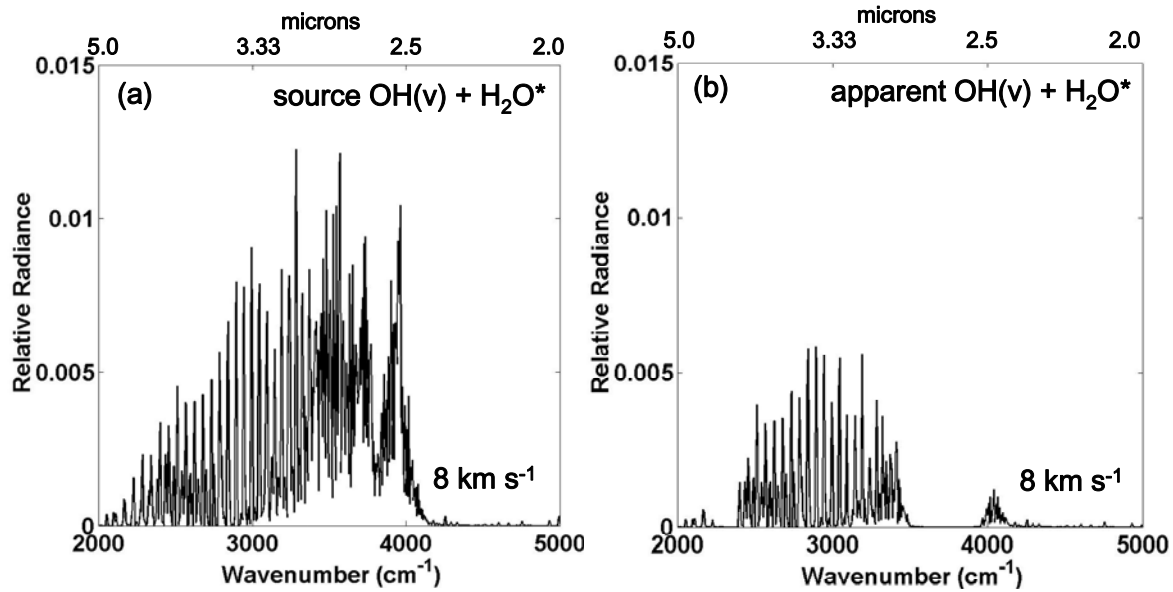 microns
5.0 3.33 2.5 2.0
0.015
(a) source OH(v) + H₂O*
0.01
Relative Radiance
0.005
8 km s⁻¹
0
2000 3000 4000 5000
Wavenumber (cm⁻¹)
microns
5.0 3.33 2.5 2.0
0.015
(b) apparent OH(v) + H₂O*
0.01
Relative Radiance
0.005
8 km s⁻¹
0
2000 3000 4000 5000
Wavenumber (cm⁻¹)